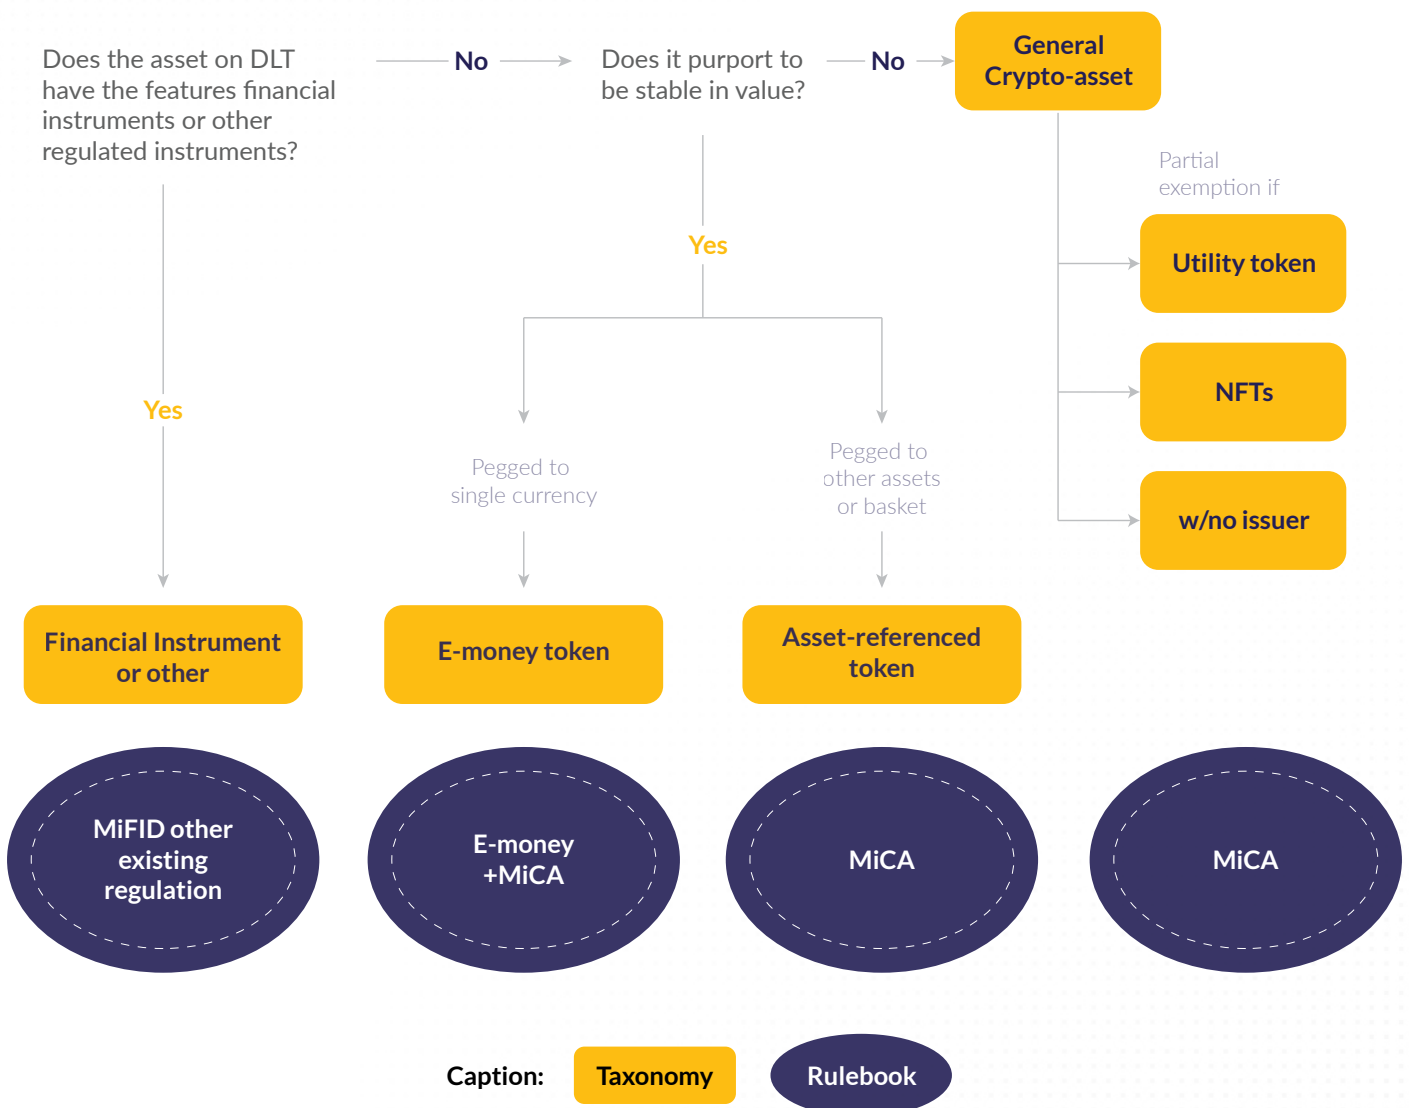 Does the asset on DLT
have the features financial
instruments or other
regulated instruments?
No
Does it purport to
be stable in value?
No
General
Crypto-asset
Partial
exemption if
Utility token
Yes
NFTs
Yes
Pegged to
single currency
Pegged to
other assets
or basket
w/no issuer
Financial Instrument
or other
E-money token
Asset-referenced
token
MiFID other
existing
regulation
E-money
+MiCA
MiCA
MiCA
Caption:
Taxonomy
Rulebook